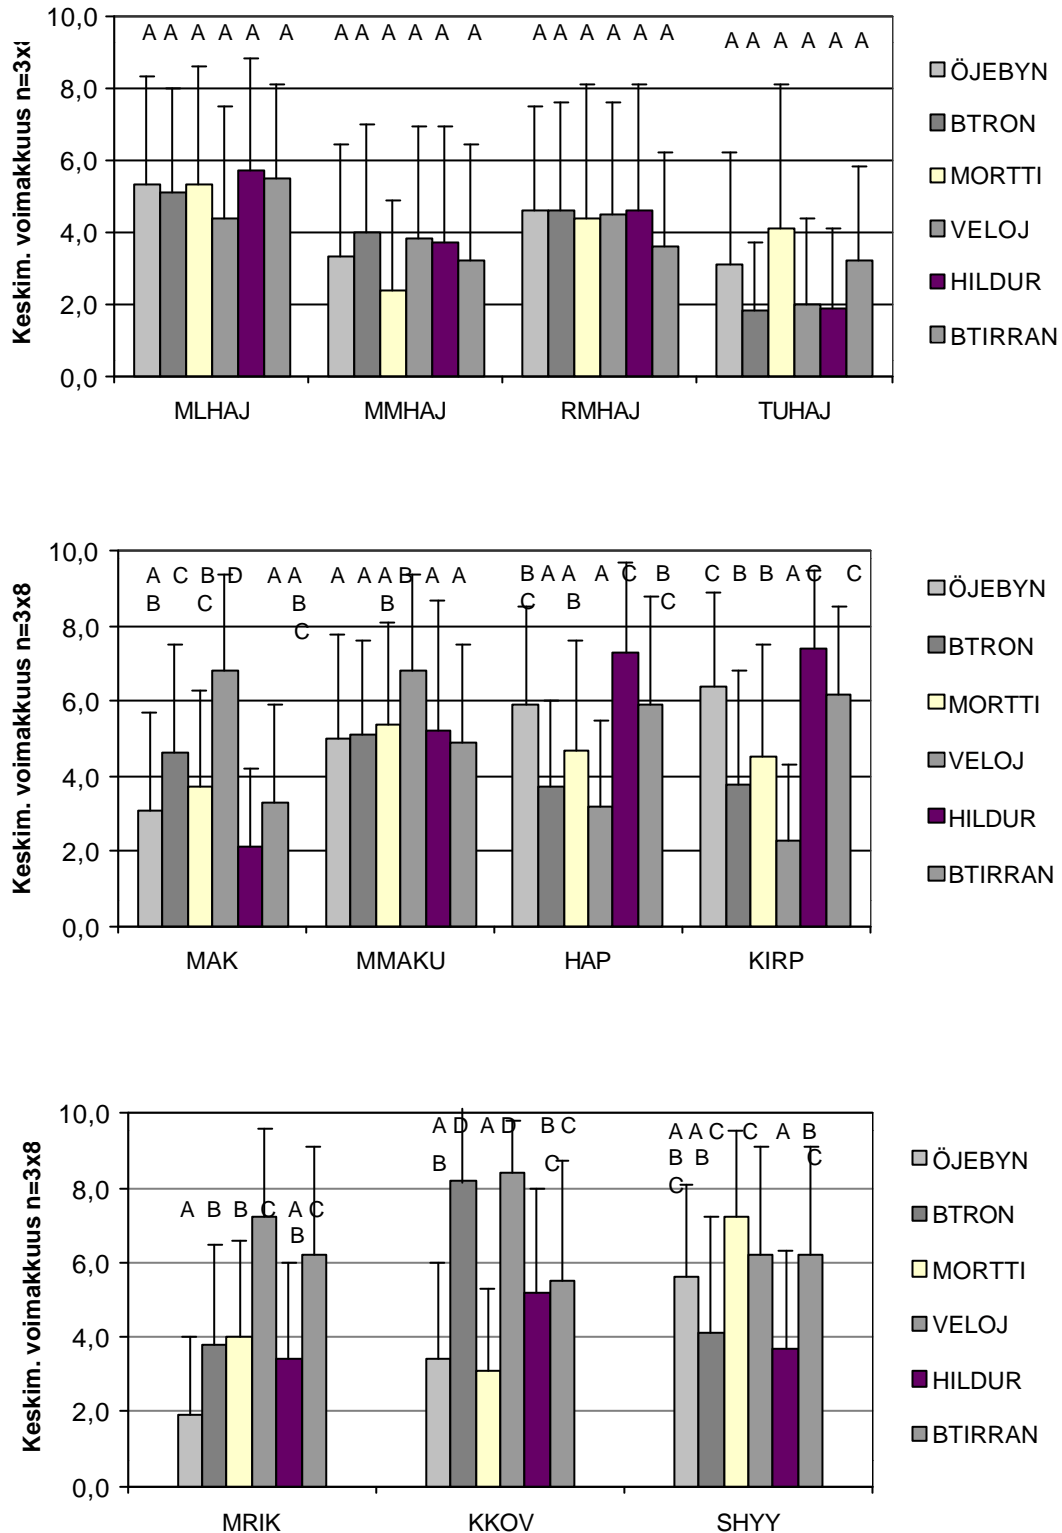 Keskim. voimakkuus n=3x8
10,0
8,0
6,0
4,0
2,0
0,0
A A A A A A A A A A A A A A A A A A A A A A A A
MLHAJ MMHAJ RMHAJ TUHAJ
ÖJEBYN
BTRON
MORTTI
VELOJ
HILDUR
BTIRRAN
Keskim. voimakkuus n=3x8
10,0
8,0
6,0
4,0
2,0
0,0
A C B D A A A A A B A A B A A A C B C B B A C C
B C B B C B C
C
MAK MMAKU HAP KIRP
ÖJEBYN
BTRON
MORTTI
VELOJ
HILDUR
BTIRRAN
Keskim. voimakkuus n=3x8
10,0
8,0
6,0
4,0
2,0
0,0
A D A D B C A A C C A B
B C B B C
C
A B B C A C
B
MRIK KKOV SHYY
ÖJEBYN
BTRON
MORTTI
VELOJ
HILDUR
BTIRRAN